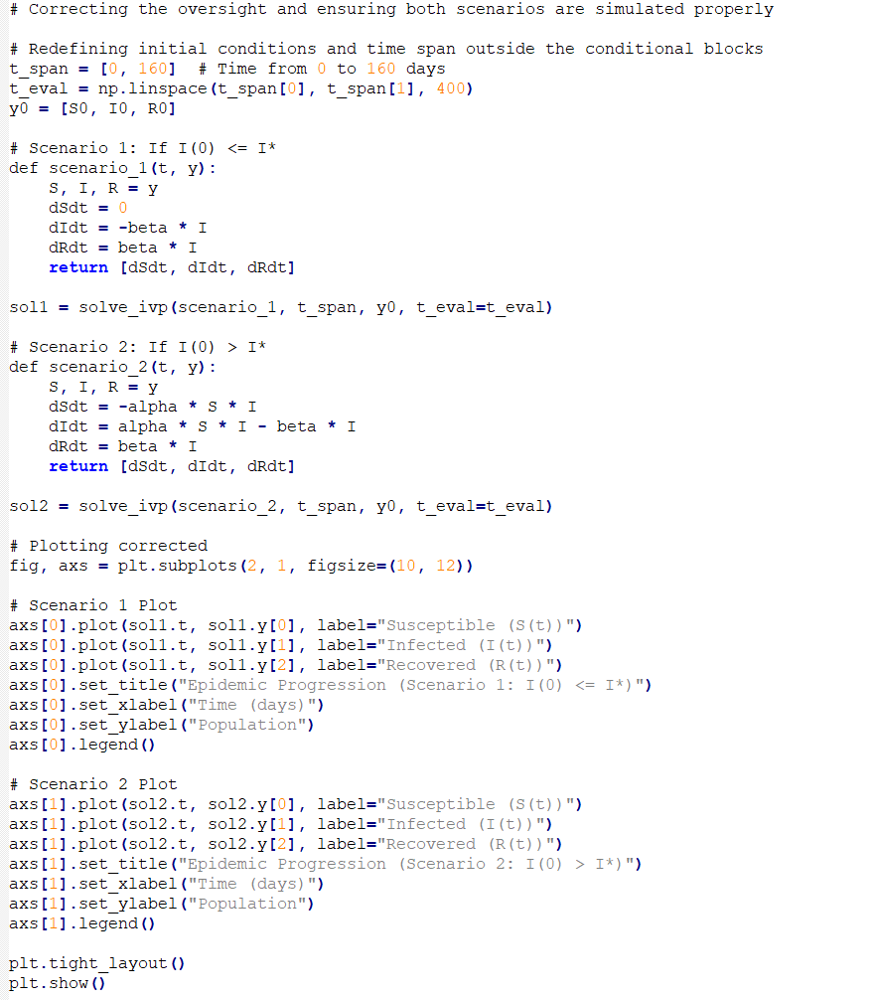 # Correcting the oversight and ensuring both scenarios are simulated properly

# Redefining initial conditions and time span outside the conditional blocks
t_span = [0, 160]  # Time from 0 to 160 days
t_eval = np.linspace(t_span[0], t_span[1], 400)
y0 = [S0, I0, R0]

# Scenario 1: If I(0) <= I*
def scenario_1(t, y):
    S, I, R = y
    dSdt = 0
    dIdt = -beta * I
    dRdt = beta * I
    return [dSdt, dIdt, dRdt]

sol1 = solve_ivp(scenario_1, t_span, y0, t_eval=t_eval)

# Scenario 2: If I(0) > I*
def scenario_2(t, y):
    S, I, R = y
    dSdt = -alpha * S * I
    dIdt = alpha * S * I - beta * I
    dRdt = beta * I
    return [dSdt, dIdt, dRdt]

sol2 = solve_ivp(scenario_2, t_span, y0, t_eval=t_eval)

# Plotting corrected
fig, axs = plt.subplots(2, 1, figsize=(10, 12))

# Scenario 1 Plot
axs[0].plot(sol1.t, sol1.y[0], label="Susceptible (S(t))")
axs[0].plot(sol1.t, sol1.y[1], label="Infected (I(t))")
axs[0].plot(sol1.t, sol1.y[2], label="Recovered (R(t))")
axs[0].set_title("Epidemic Progression (Scenario 1: I(0) <= I*)")
axs[0].set_xlabel("Time (days)")
axs[0].set_ylabel("Population")
axs[0].legend()

# Scenario 2 Plot
axs[1].plot(sol2.t, sol2.y[0], label="Susceptible (S(t))")
axs[1].plot(sol2.t, sol2.y[1], label="Infected (I(t))")
axs[1].plot(sol2.t, sol2.y[2], label="Recovered (R(t))")
axs[1].set_title("Epidemic Progression (Scenario 2: I(0) > I*)")
axs[1].set_xlabel("Time (days)")
axs[1].set_ylabel("Population")
axs[1].legend()

plt.tight_layout()
plt.show()